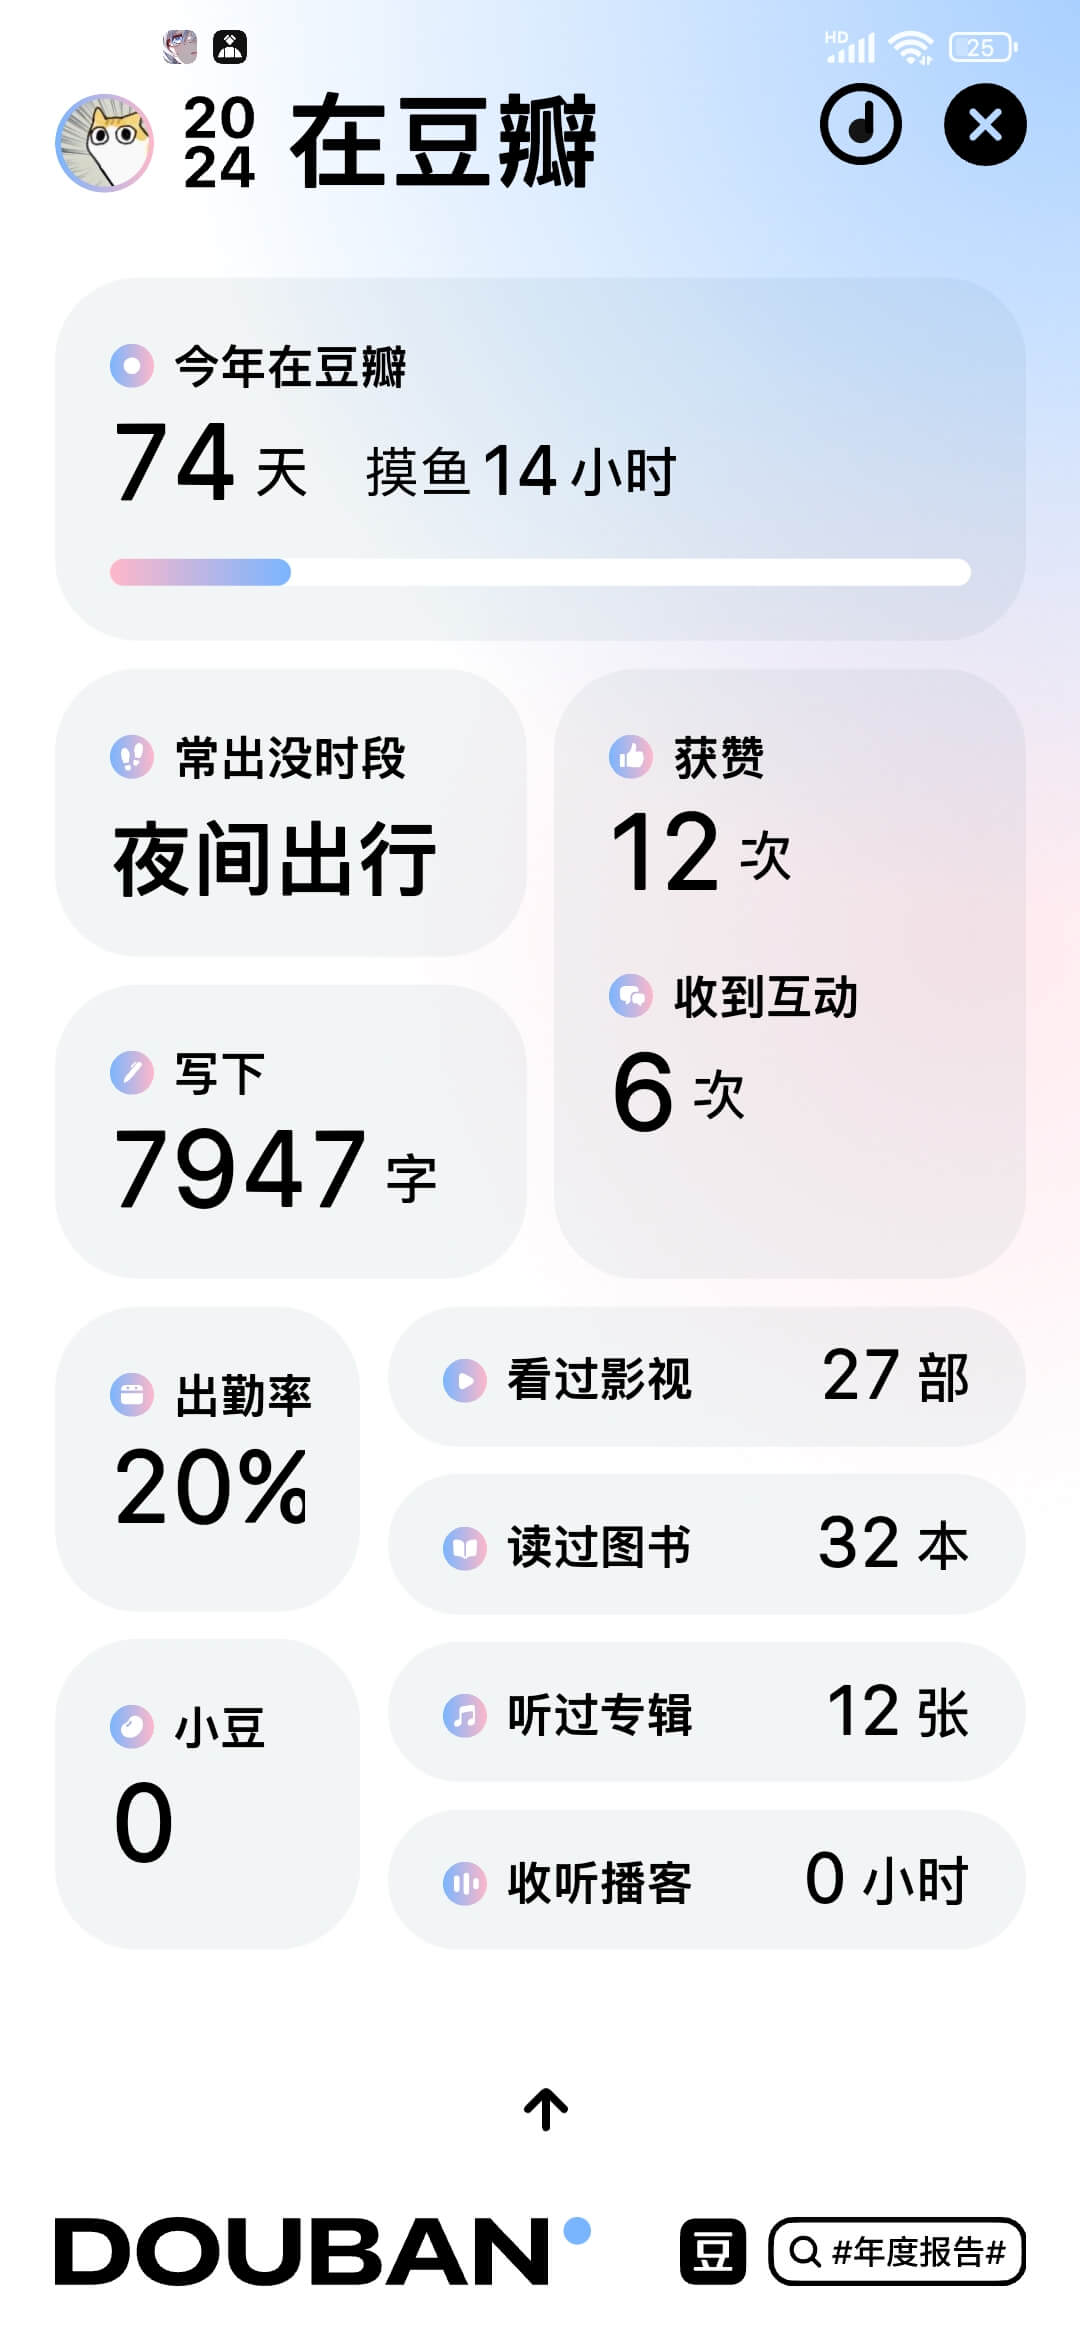 HD 25
20
24 在豆瓣
今年在豆瓣
74 天 摸鱼 14 小时
常出没时段
夜间出行
获赞
12 次
收到互动
6 次
写下
7947 字
出勤率
20%
看过影视 27 部
读过图书 32 本
听过专辑 12 张
收听播客 0 小时
小豆
0
DOUBAN 豆 #年度报告#